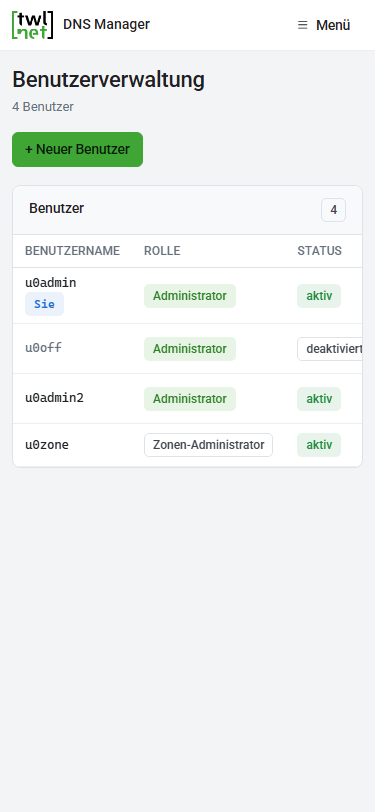 twl net DNS Manager ☰ Menü
Benutzerverwaltung
4 Benutzer
+ Neuer Benutzer
Benutzer 4
BENUTZERNAME ROLLE STATUS
u0admin Sie Administrator aktiv
u0off Administrator deaktiviert
u0admin2 Administrator aktiv
u0zone Zonen-Administrator aktiv